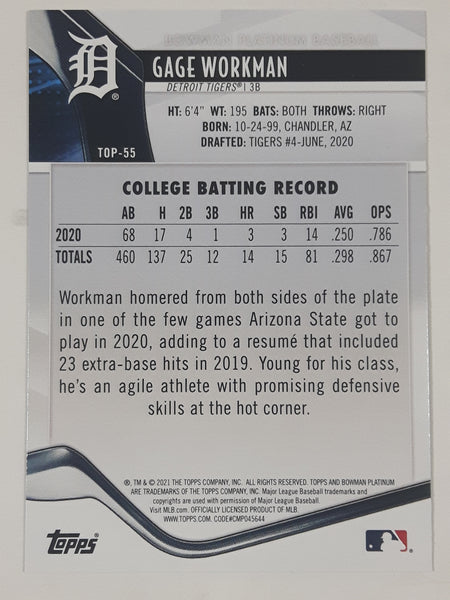 BOWMAN PLATINUM BASEBALL
D ®
GAGE WORKMAN
DETROIT TIGERS® | 3B
HT: 6'4" WT: 195 BATS: BOTH THROWS: RIGHT
BORN: 10-24-99, CHANDLER, AZ
DRAFTED: TIGERS #4-JUNE, 2020
TOP-55
COLLEGE BATTING RECORD
AB H 2B 3B HR SB RBI AVG OPS
2020 68 17 4 1 3 3 14 .250 .786
TOTALS 460 137 25 12 14 15 81 .298 .867
Workman homered from both sides of the plate
in one of the few games Arizona State got to
play in 2020, adding to a resumé that included
23 extra-base hits in 2019. Young for his class,
he's an agile athlete with promising defensive
skills at the hot corner.
®, TM & © 2021 THE TOPPS COMPANY, INC. ALL RIGHTS RESERVED. TOPPS AND BOWMAN PLATINUM
ARE TRADEMARKS OF THE TOPPS COMPANY, INC. Major League Baseball trademarks and
copyrights are used with permission of Major League Baseball.
Visit MLB.com. OFFICIALLY LICENSED PRODUCT OF MLB.
WWW.TOPPS.COM. CODE#CMP045644
Topps®